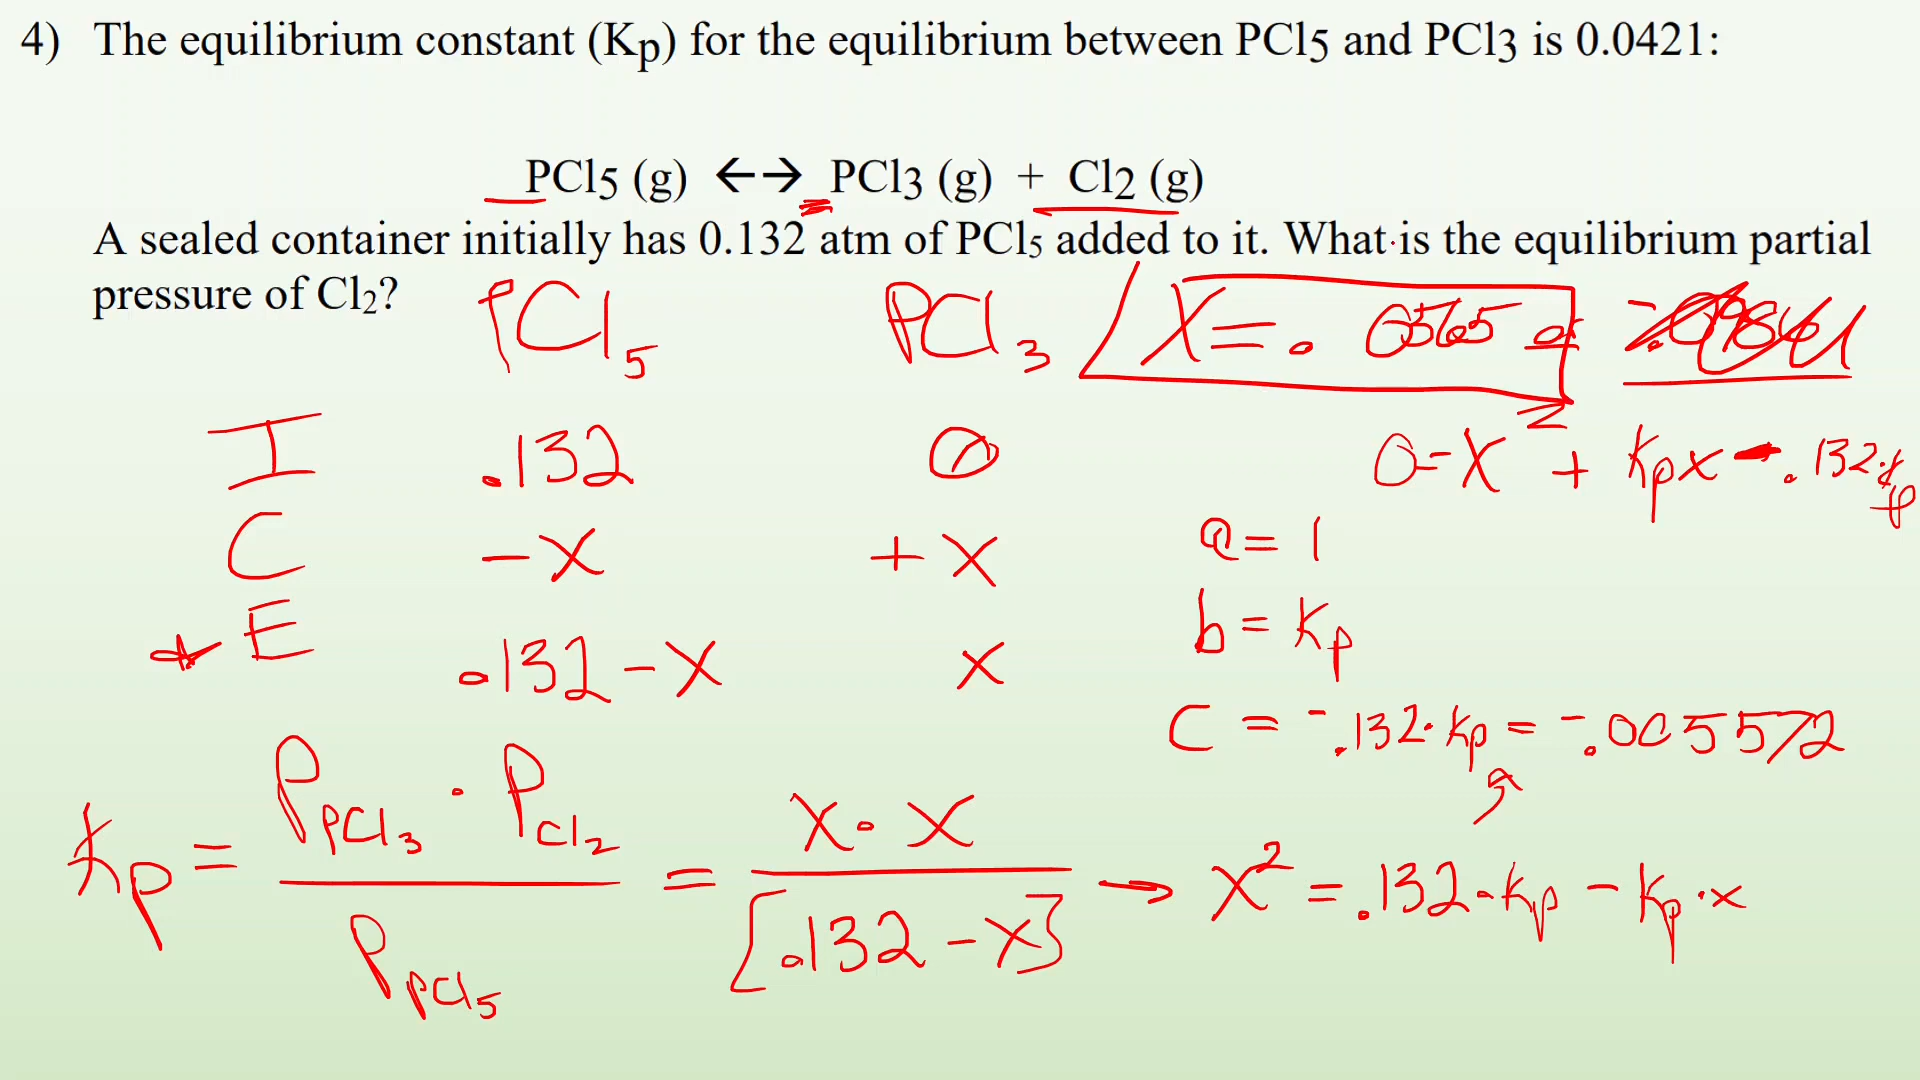 4) The equilibrium constant (Kp) for the equilibrium between PCl5 and PCl3 is 0.0421:
PCl5 (g) ←→ PCl3 (g) + Cl2 (g)
A sealed container initially has 0.132 atm of PCl5 added to it. What is the equilibrium partial
pressure of Cl2?
PCl5 PCl3 X = .0565 or
I .132 0 0 = X² + Kpx - .132·Kp
C -X +X a = 1
E .132-X X b = Kp
C = -.132·Kp = -.005572
Kp = PPCl3 · PCl2 / PPCl5 = X·X / [.132-X] → X² = .132·Kp - Kp·X